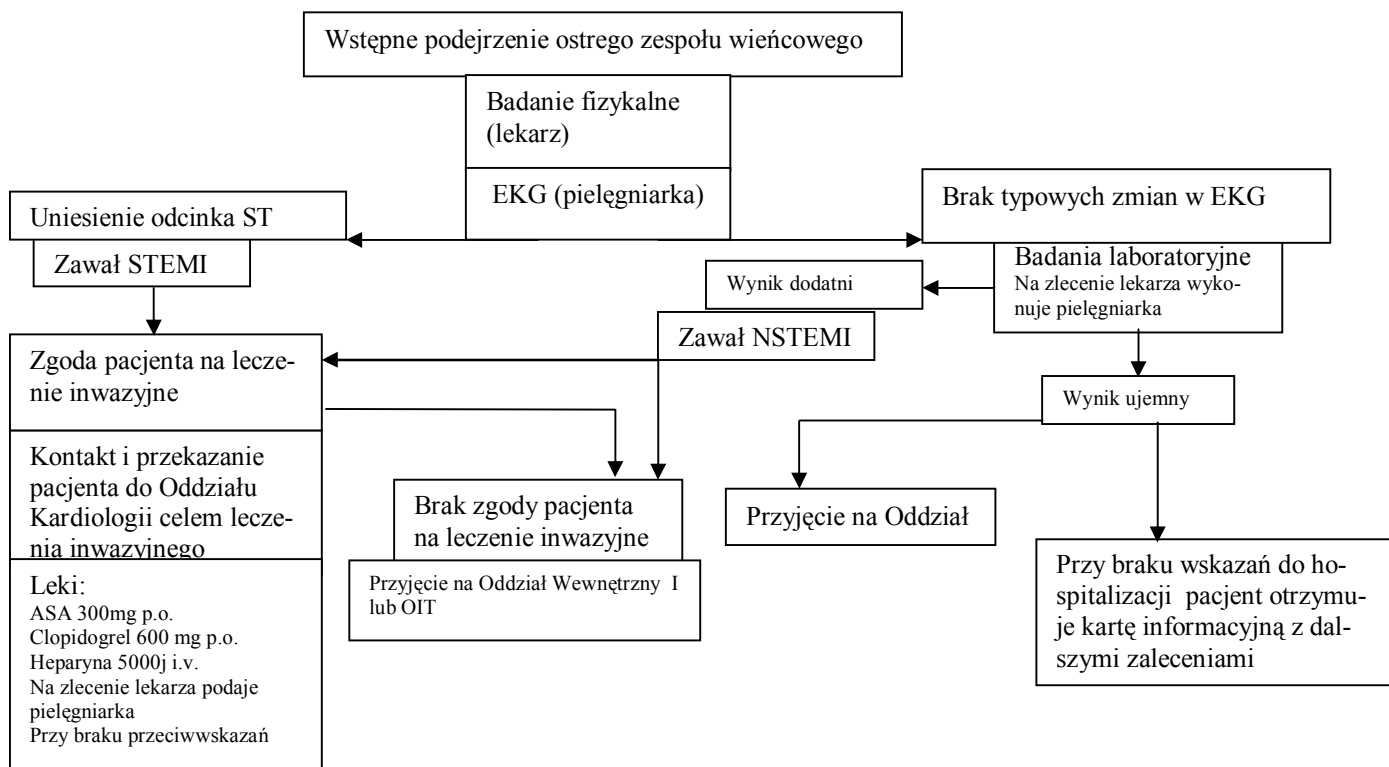 Wstępne podejrzenie ostrego zespołu wieńcowego
Badanie fizykalne
(lekarz)
EKG (pielęgniarka)
Uniesienie odcinka ST
Zawał STEMI
Brak typowych zmian w EKG
Badania laboratoryjne
Na zlecenie lekarza wyko-
nuje pielęgniarka
Wynik dodatni
Zawał NSTEMI
Wynik ujemny
Zgoda pacjenta na lecze-
nie inwazyjne
Kontakt i przekazanie
pacjenta do Oddziału
Kardiologii celem lecze-
nia inwazyjnego
Leki:
ASA 300mg p.o.
Clopidogrel 600 mg p.o.
Heparyna 5000j i.v.
Na zlecenie lekarza podaje
pielęgniarka
Przy braku przeciwwskazań
Brak zgody pacjenta
na leczenie inwazyjne
Przyjęcie na Oddział Wewnętrzny I
lub OIT
Przyjęcie na Oddział
Przy braku wskazań do ho-
spitalizacji pacjent otrzymu-
je kartę informacyjną z dal-
szymi zaleceniami